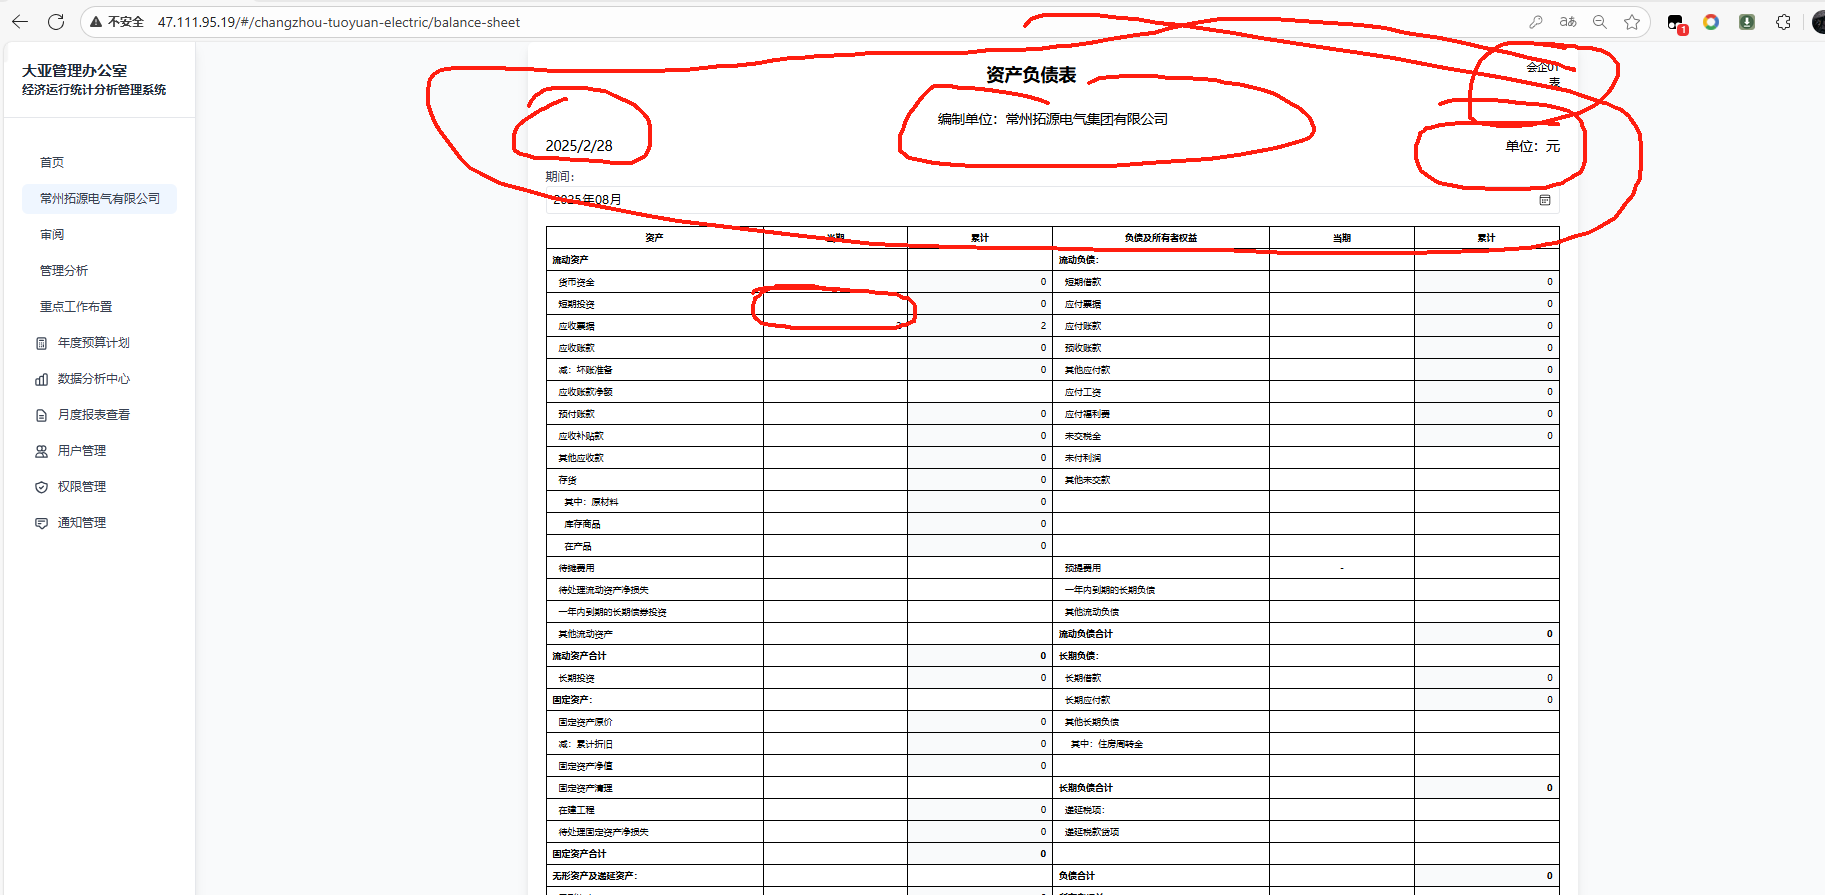 不安全 47.111.95.19/#/changzhou-tuoyuan-electric/balance-sheet
aあ
1
大亚管理办公室
经济运行统计分析管理系统
首页
常州拓源电气有限公司
审阅
管理分析
重点工作布置
年度预算计划
数据分析中心
月度报表查看
用户管理
权限管理
通知管理
资产负债表
会企01
表
编制单位：常州拓源电气集团有限公司
2025/2/28
单位：元
期间：
2025年08月
资产 当期 累计 负债及所有者权益 当期 累计
流动资产 流动负债：
货币资金 0 短期借款 0
短期投资 0 应付票据 0
应收票据 2 2 应付账款 0
应收账款 0 预收账款 0
减：坏账准备 0 其他应付款 0
应收账款净额 应付工资 0
预付账款 0 应付福利费 0
应收补贴款 0 未交税金 0
其他应收款 0 未付利润
存货 0 其他未交款
其中：原材料 0
库存商品 0
在产品 0
待摊费用 预提费用 -
待处理流动资产净损失 一年内到期的长期负债
一年内到期的长期债券投资 其他流动负债
其他流动资产 流动负债合计 0
流动资产合计 0 长期负债：
长期投资 0 长期借款 0
固定资产： 长期应付款 0
固定资产原价 0 其他长期负债
减：累计折旧 0 其中：住房周转金
固定资产净值 0
固定资产清理 长期负债合计 0
在建工程 0 递延税项：
待处理固定资产净损失 0 递延税款贷项
固定资产合计 0
无形资产及递延资产： 负债合计 0